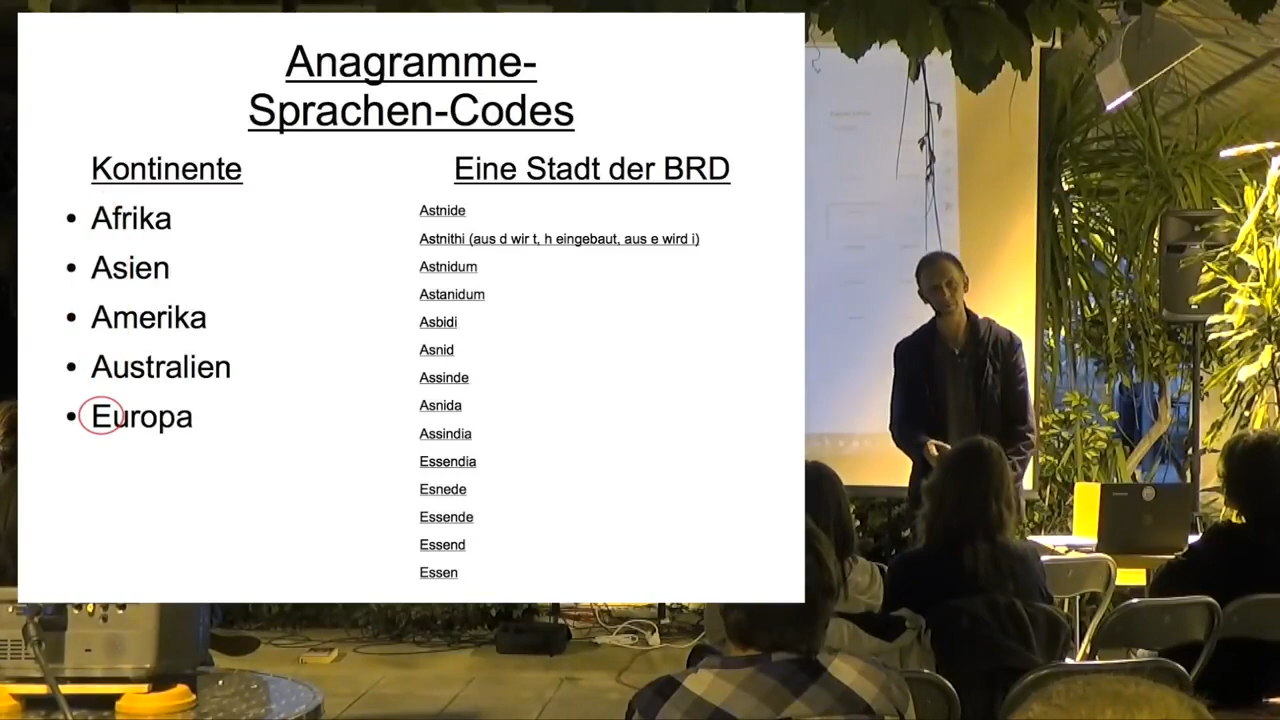 Anagramme-
Sprachen-Codes
Kontinente
• Afrika
• Asien
• Amerika
• Australien
• Europa
Eine Stadt der BRD
Astnide
Astnithi (aus d wir t, h eingebaut, aus e wird i)
Astnidum
Astanidum
Asbidi
Asnid
Assinde
Asnida
Assindia
Essendia
Esnede
Essende
Essend
Essen